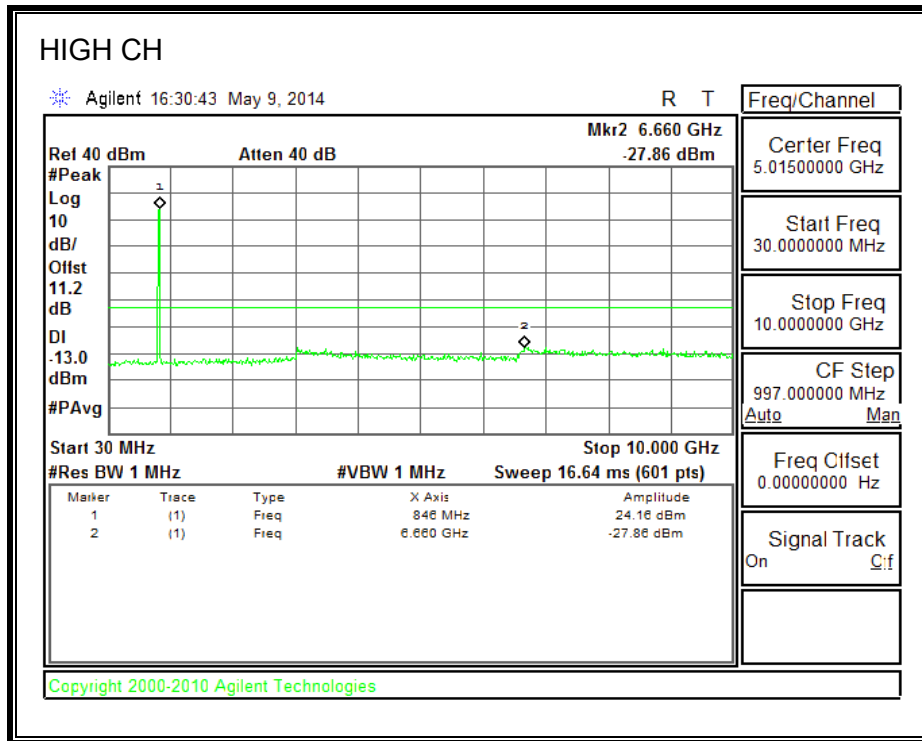 HIGH CH
Agilent 16:30:43 May 9, 2014 R T
Freq/Channel
Mkr2 6.660 GHz
Ref 40 dBm Atten 40 dB -27.86 dBm
#Peak
Log
10
dB/
Offst
11.2
dB
DI
-13.0
dBm
#PAvg
1
2
Start 30 MHz Stop 10.000 GHz
#Res BW 1 MHz #VBW 1 MHz Sweep 16.64 ms (601 pts)
Marker Trace Type X Axis Amplitude
1 (1) Freq 846 MHz 24.16 dBm
2 (1) Freq 6.660 GHz -27.86 dBm
Center Freq
5.01500000 GHz
Start Freq
30.0000000 MHz
Stop Freq
10.0000000 GHz
CF Step
997.000000 MHz
Auto Man
Freq Offset
0.00000000 Hz
Signal Track
On Off
Copyright 2000-2010 Agilent Technologies